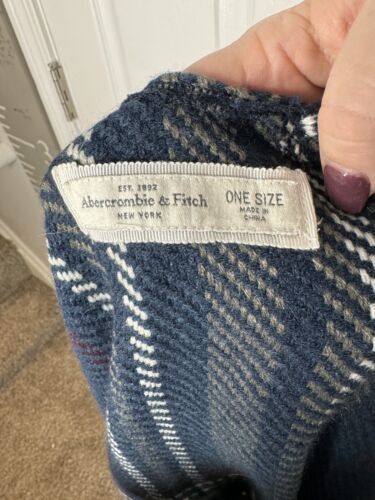 EST. 1892
Abercrombie & Fitch
NEW YORK
ONE SIZE
MADE IN
CHINA